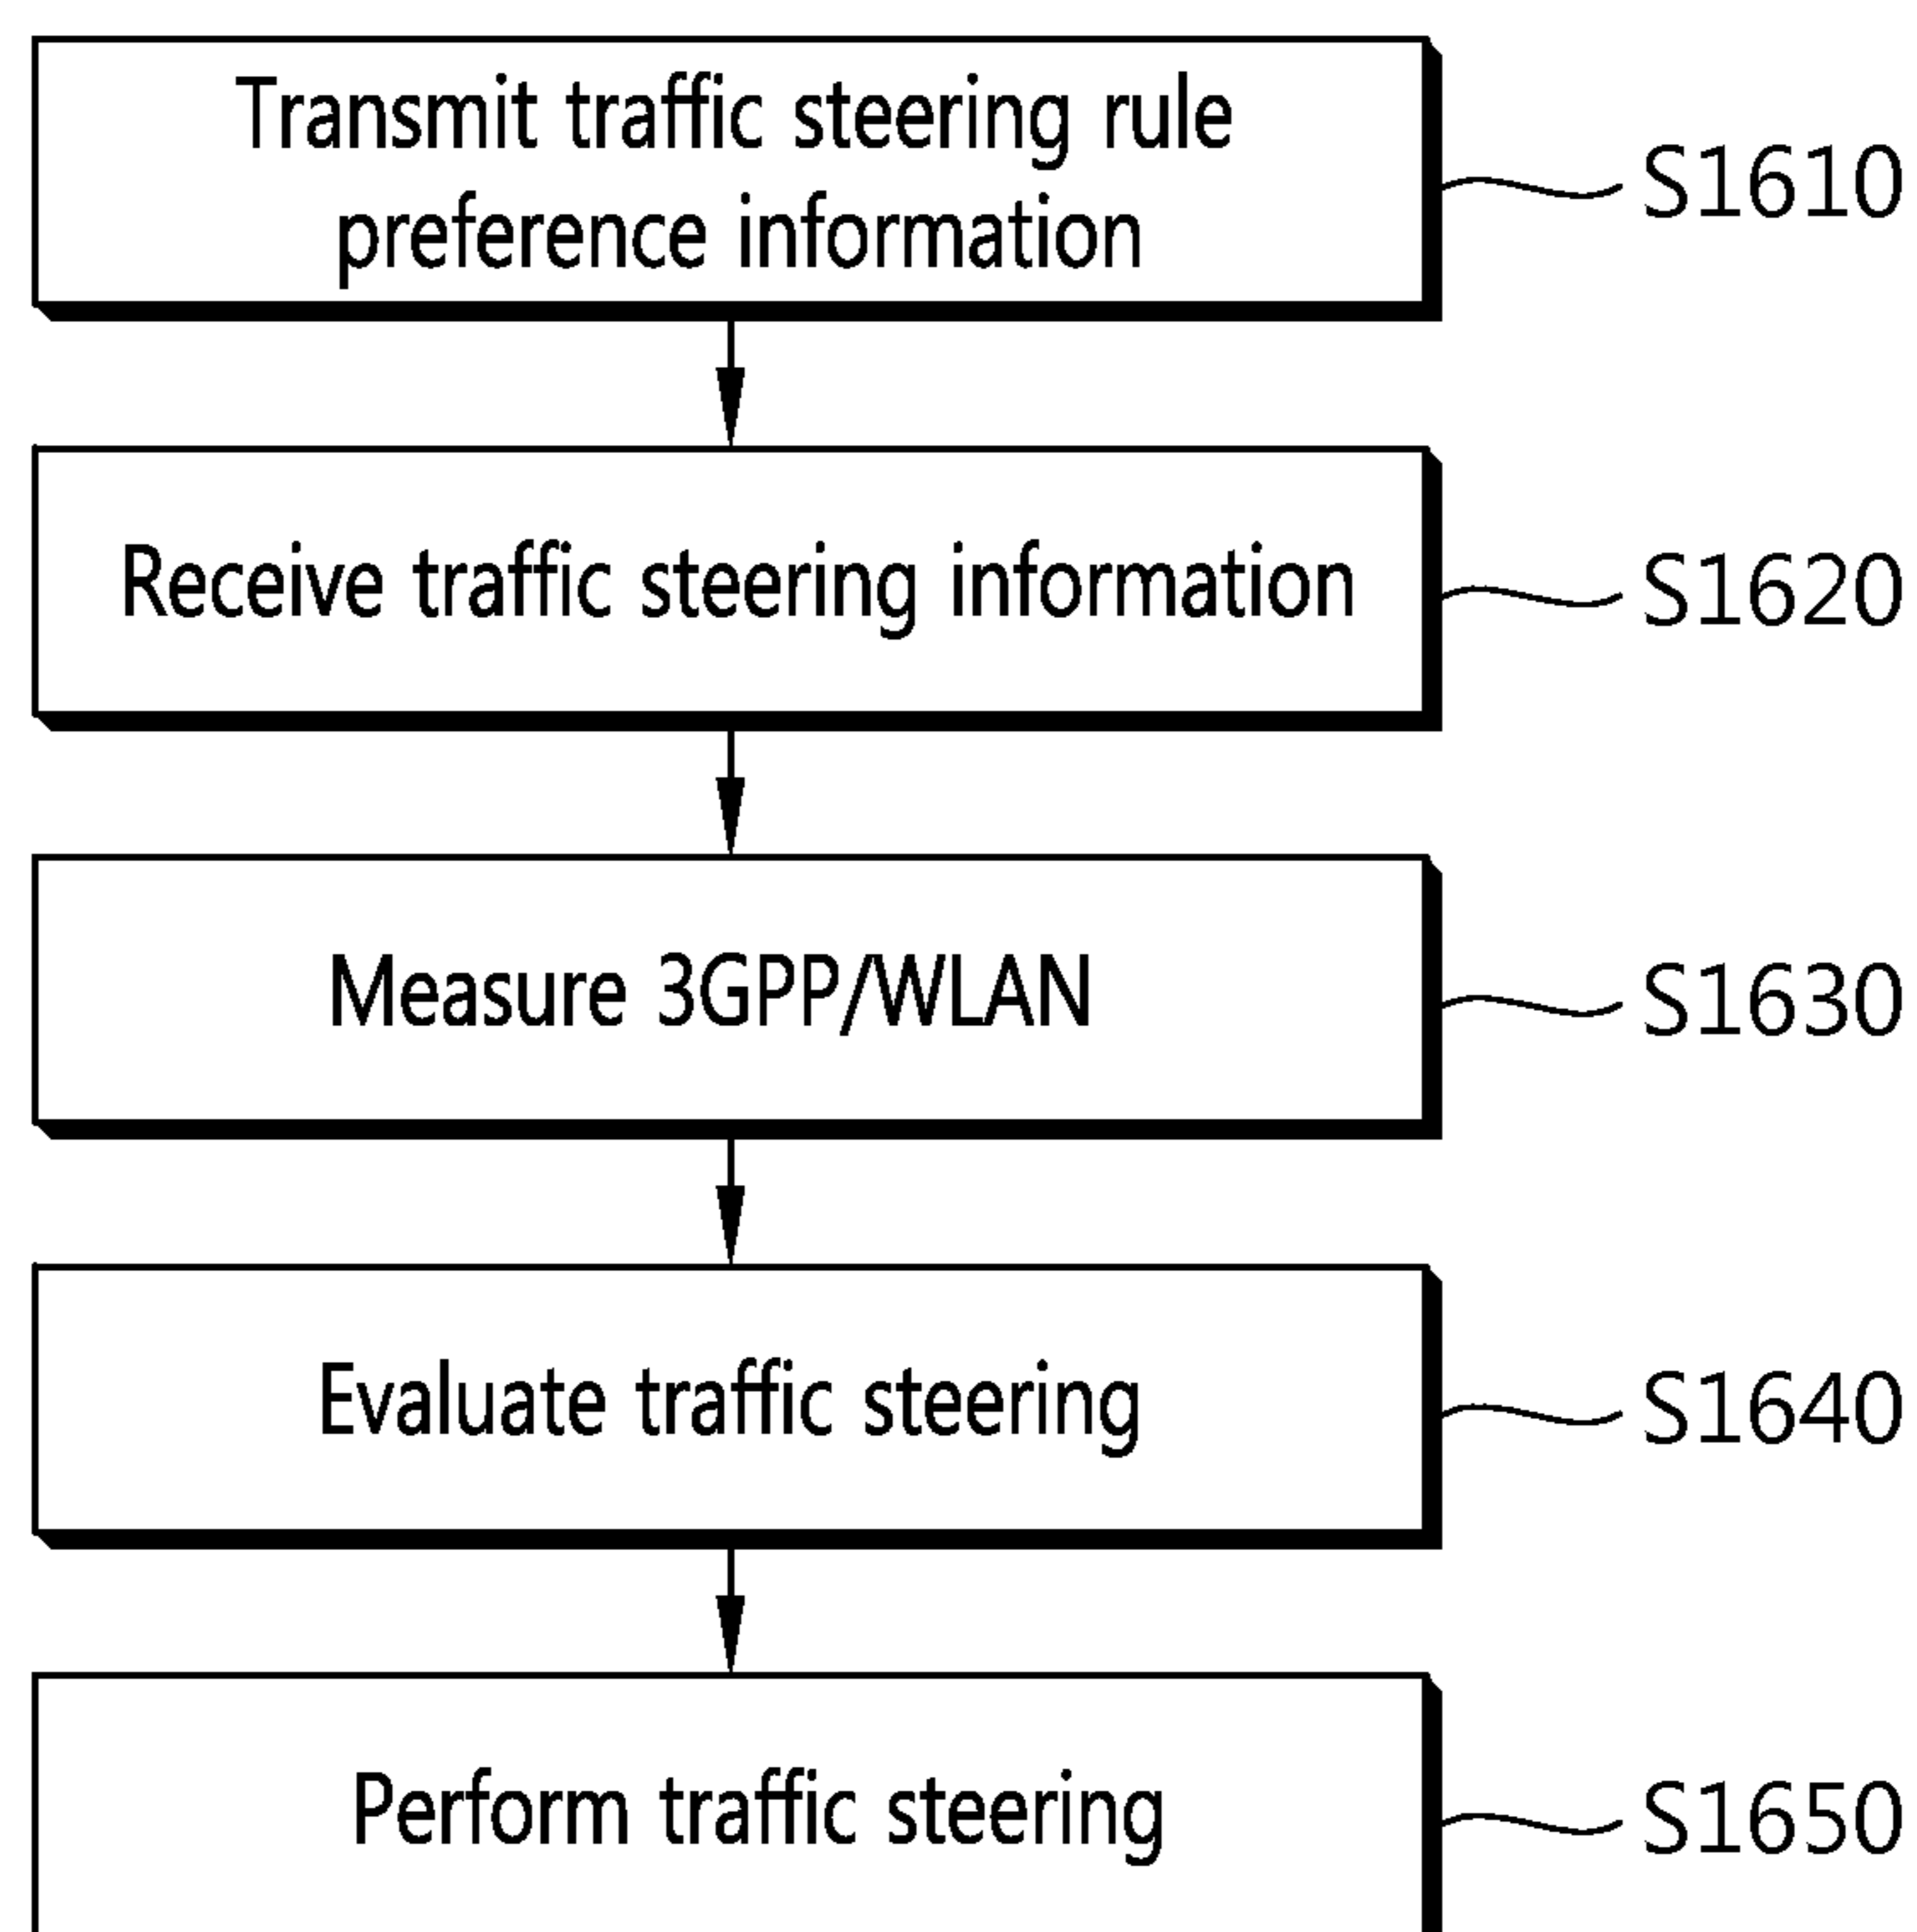 Transmit traffic steering rule
preference information
S1610
Receive traffic steering information
S1620
Measure 3GPP/WLAN
S1630
Evaluate traffic steering
S1640
Perform traffic steering
S1650